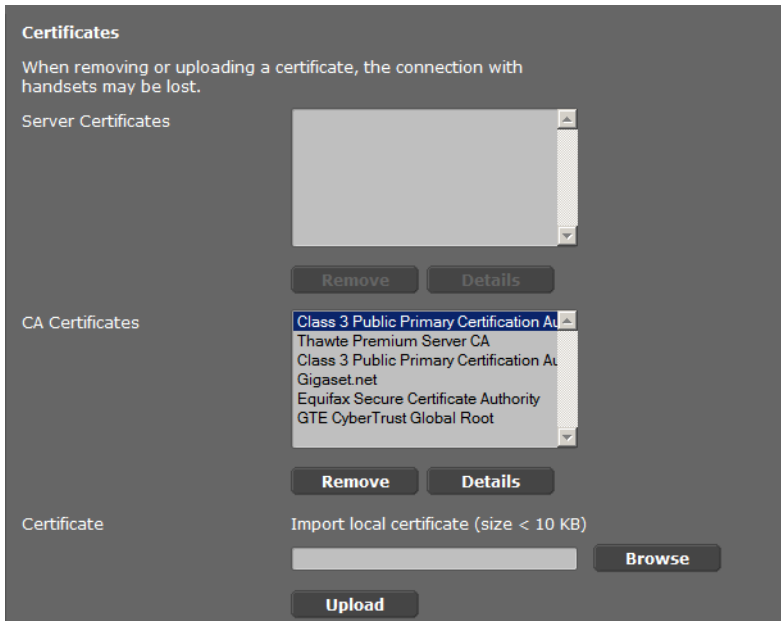 Certificates
When removing or uploading a certificate, the connection with
handsets may be lost.
Server Certificates
Remove Details
CA Certificates
Class 3 Public Primary Certification Au
Thawte Premium Server CA
Class 3 Public Primary Certification Au
Gigaset.net
Equifax Secure Certificate Authority
GTE CyberTrust Global Root
Remove Details
Certificate Import local certificate (size < 10 KB)
Browse
Upload